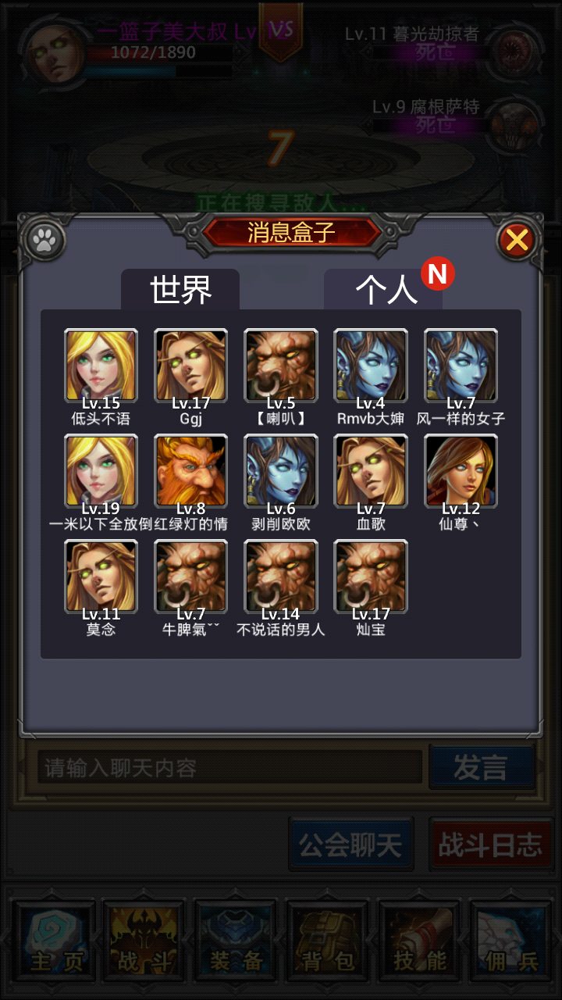 一篮子美大叔 Lv
VS
1072/1890
Lv.11 暮光劫掠者
死亡
Lv.9 腐根萨特
死亡
7
正在搜寻敌人...
消息盒子
世界
个人
N
Lv.15
低头不语
Lv.17
Ggj
Lv.5
【喇叭】
Lv.4
Rmvb大婶
Lv.7
风一样的女子
Lv.19
一米以下全放倒
Lv.8
红绿灯的情
Lv.6
剥削欧欧
Lv.7
血歌
Lv.12
仙尊丶
Lv.11
莫念
Lv.7
牛脾氣ˇˇ
Lv.14
不说话的男人
Lv.17
灿宝
请输入聊天内容
发言
公会聊天
战斗日志
主页
战斗
装备
背包
技能
佣兵